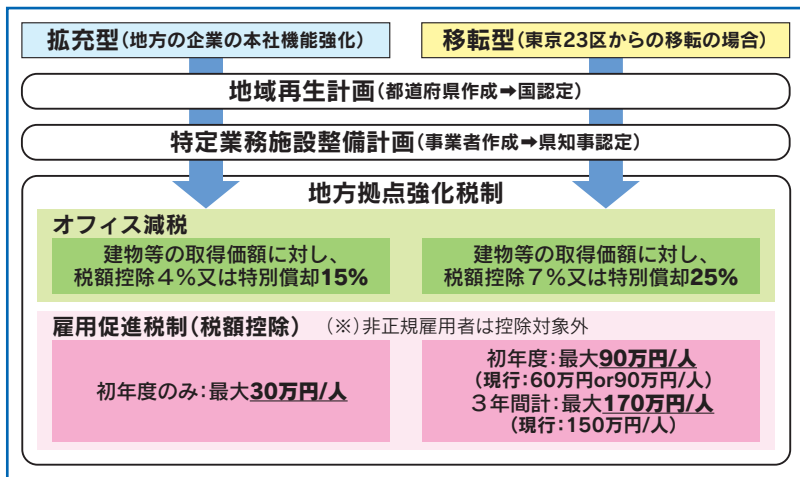 拡充型(地方の企業の本社機能強化)
移転型(東京23区からの移転の場合)
地域再生計画(都道府県作成➡国認定)
特定業務施設整備計画(事業者作成➡県知事認定)
地方拠点強化税制
オフィス減税
建物等の取得価額に対し、
税額控除4%又は特別償却15%
建物等の取得価額に対し、
税額控除7%又は特別償却25%
雇用促進税制(税額控除) (※)非正規雇用者は控除対象外
初年度のみ:最大30万円/人
初年度:最大90万円/人
(現行:60万円or90万円/人)
3年間計:最大170万円/人
(現行:150万円/人)